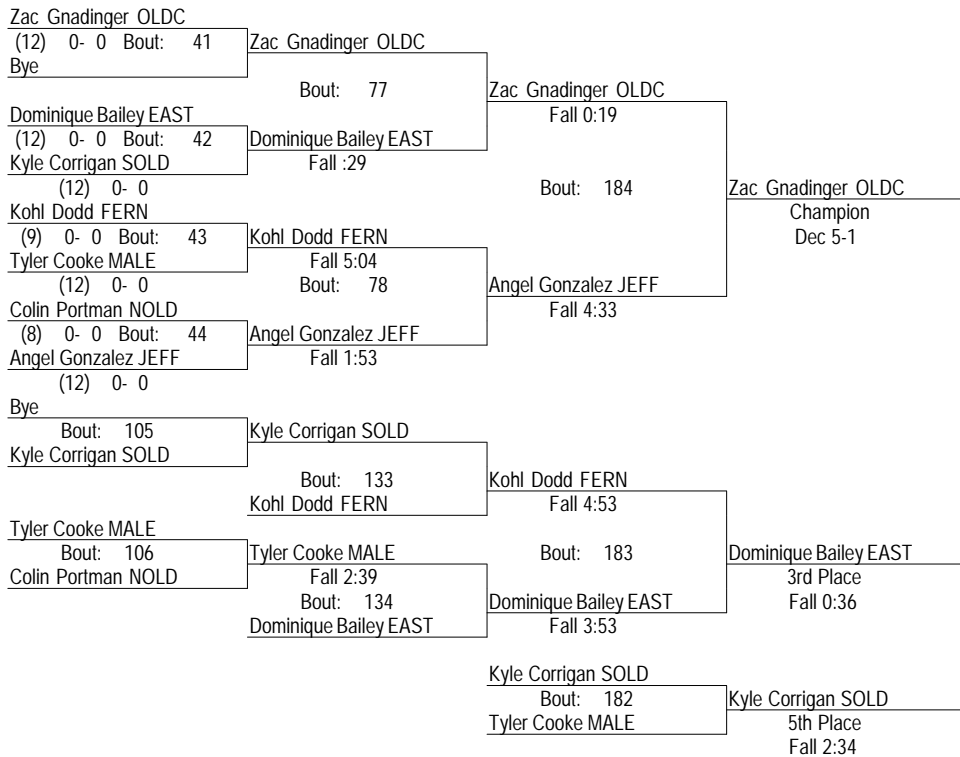 Zac Gnadinger OLDC
(12) 0- 0 Bout: 41
Zac Gnadinger OLDC
Bye
Bout: 77
Zac Gnadinger OLDC
Dominique Bailey EAST
Fall 0:19
(12) 0- 0 Bout: 42
Dominique Bailey EAST
Kyle Corrigan SOLD
Fall :29
(12) 0- 0
Bout: 184
Zac Gnadinger OLDC
Kohl Dodd FERN
Champion
(9) 0- 0 Bout: 43
Kohl Dodd FERN
Dec 5-1
Tyler Cooke MALE
Fall 5:04
(12) 0- 0
Bout: 78
Angel Gonzalez JEFF
Colin Portman NOLD
Fall 4:33
(8) 0- 0 Bout: 44
Angel Gonzalez JEFF
Angel Gonzalez JEFF
Fall 1:53
(12) 0- 0
Bye
Bout: 105
Kyle Corrigan SOLD
Kyle Corrigan SOLD
Bout: 133
Kohl Dodd FERN
Kohl Dodd FERN
Fall 4:53
Tyler Cooke MALE
Bout: 106
Tyler Cooke MALE
Bout: 183
Dominique Bailey EAST
Colin Portman NOLD
Fall 2:39
3rd Place
Bout: 134
Dominique Bailey EAST
Fall 0:36
Dominique Bailey EAST
Fall 3:53
Kyle Corrigan SOLD
Bout: 182
Kyle Corrigan SOLD
Tyler Cooke MALE
5th Place
Fall 2:34